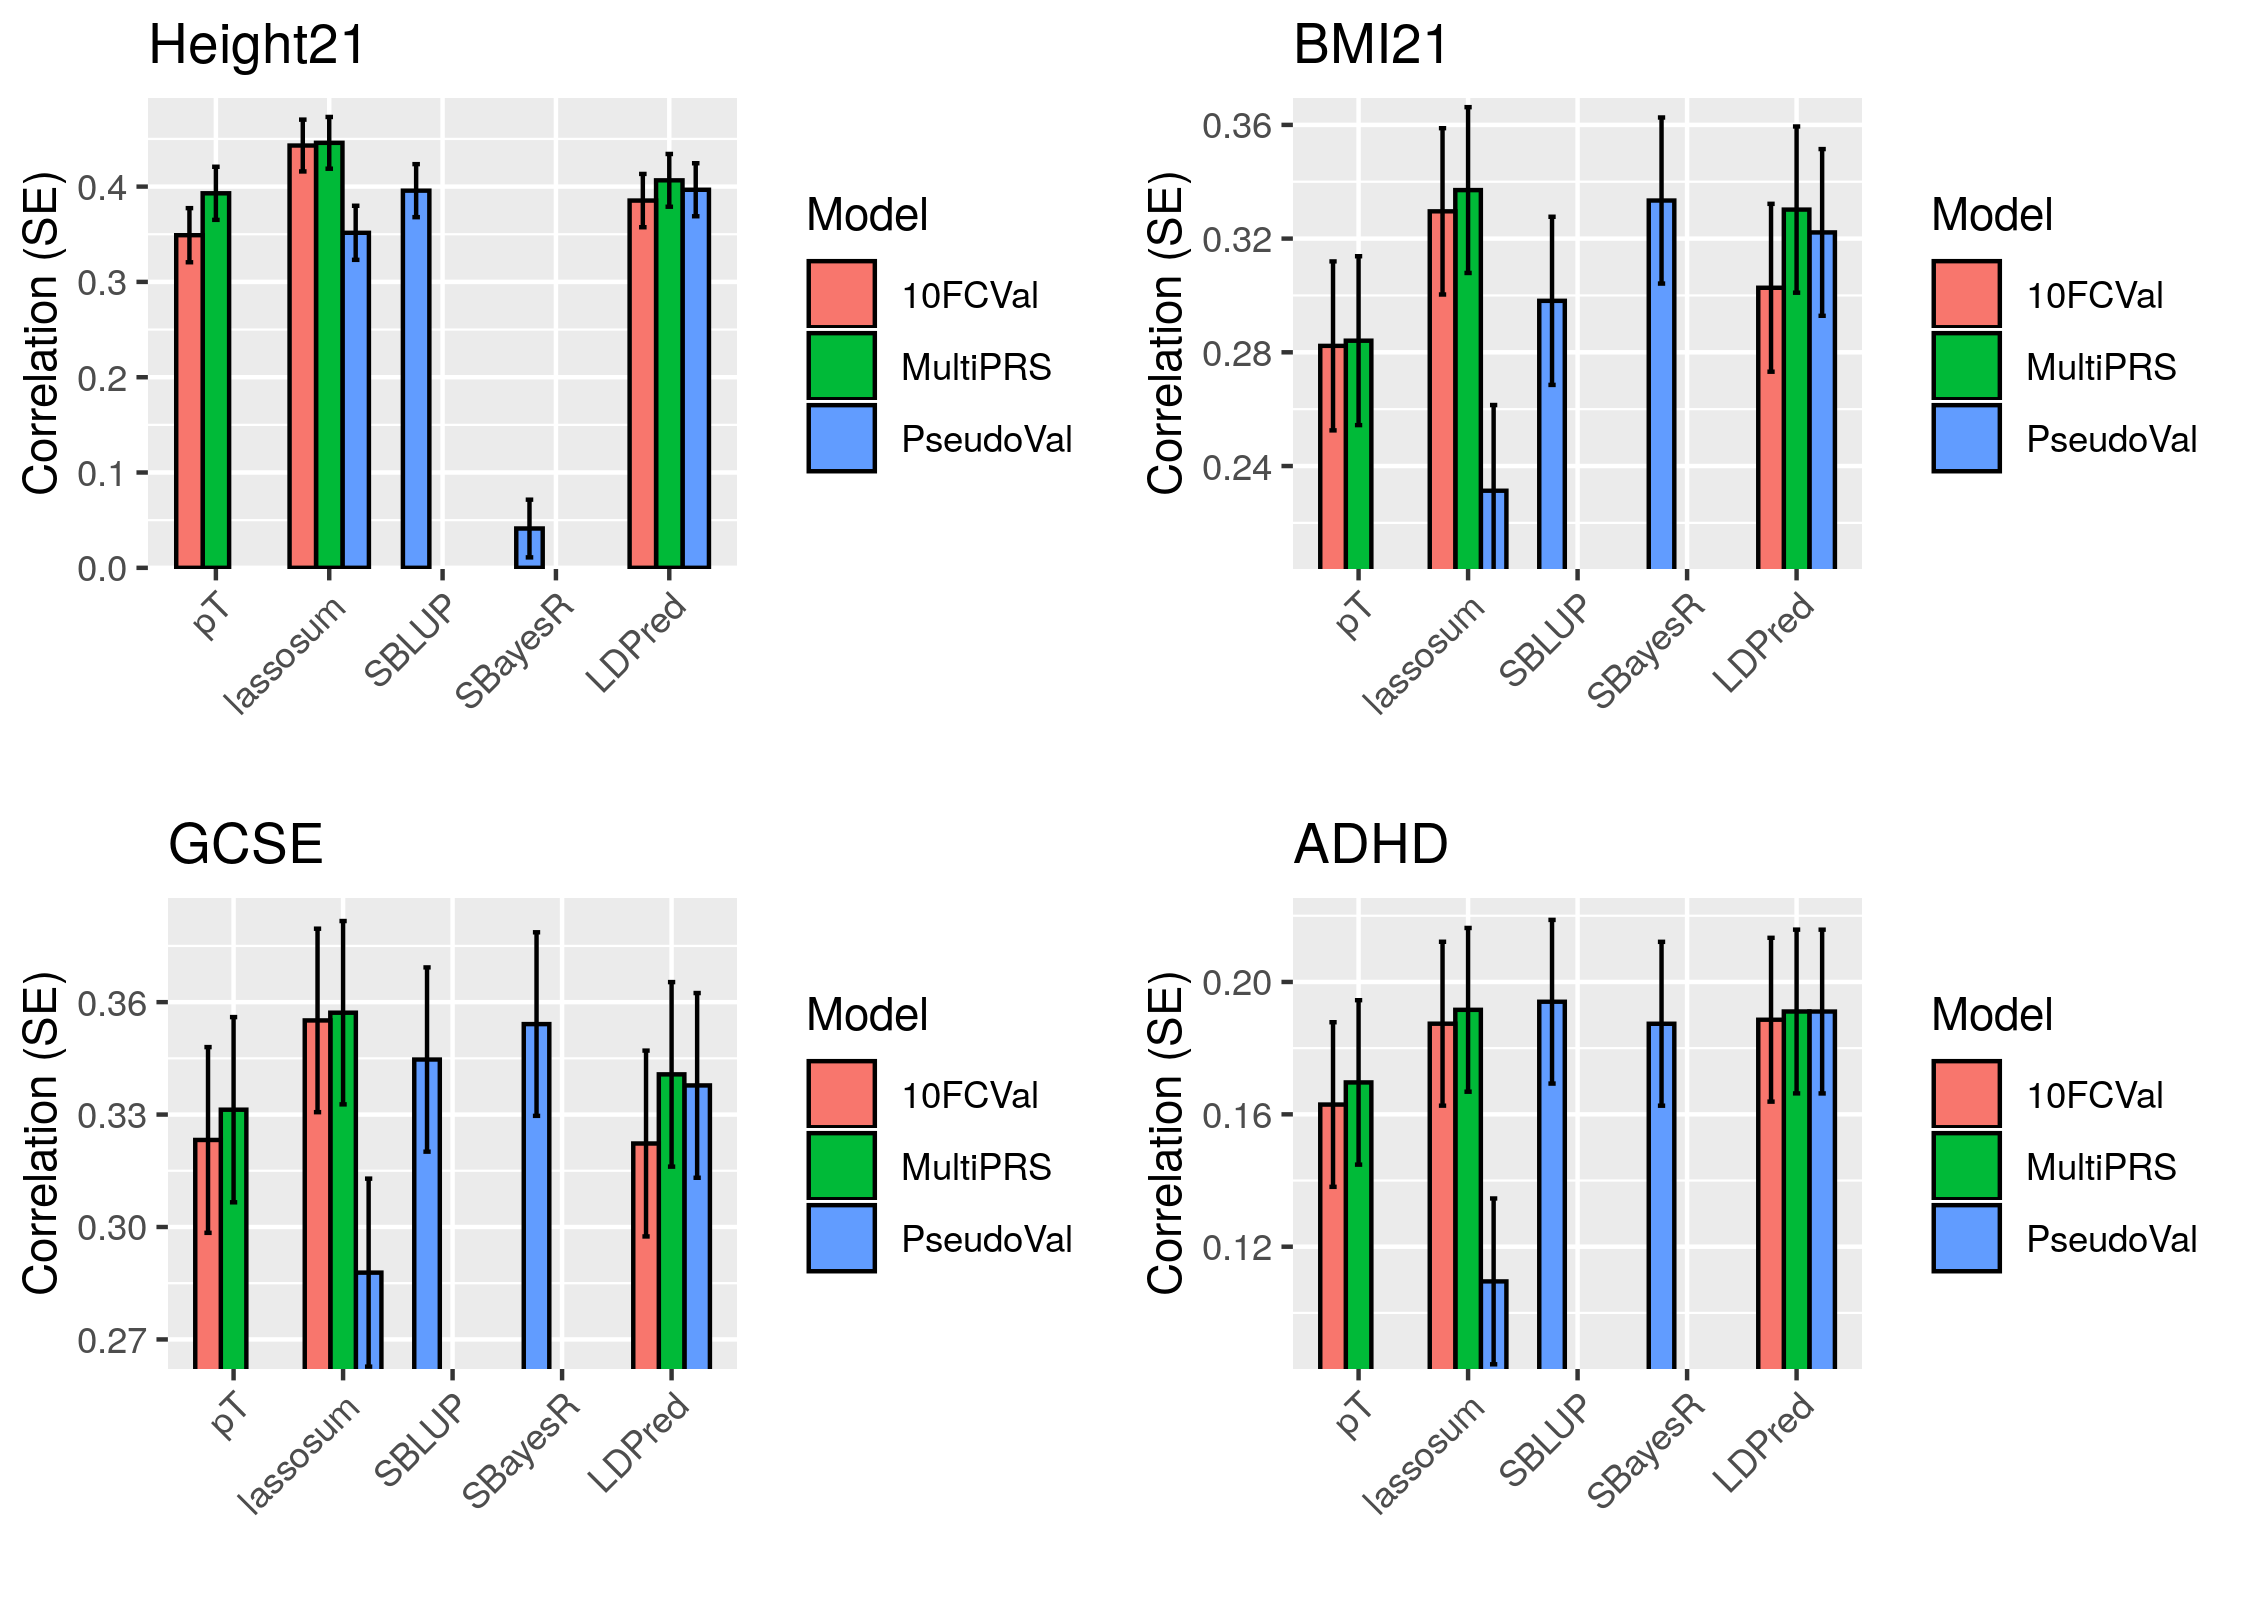 Height21
Correlation (SE)
0.4
0.3
0.2
0.1
0.0
pT
lassosum
SBLUP
SBayesR
LDPred
Model
10FCVal
MultiPRS
PseudoVal
BMI21
Correlation (SE)
0.36
0.32
0.28
0.24
pT
lassosum
SBLUP
SBayesR
LDPred
Model
10FCVal
MultiPRS
PseudoVal
GCSE
Correlation (SE)
0.36
0.33
0.30
0.27
pT
lassosum
SBLUP
SBayesR
LDPred
Model
10FCVal
MultiPRS
PseudoVal
ADHD
Correlation (SE)
0.20
0.16
0.12
pT
lassosum
SBLUP
SBayesR
LDPred
Model
10FCVal
MultiPRS
PseudoVal